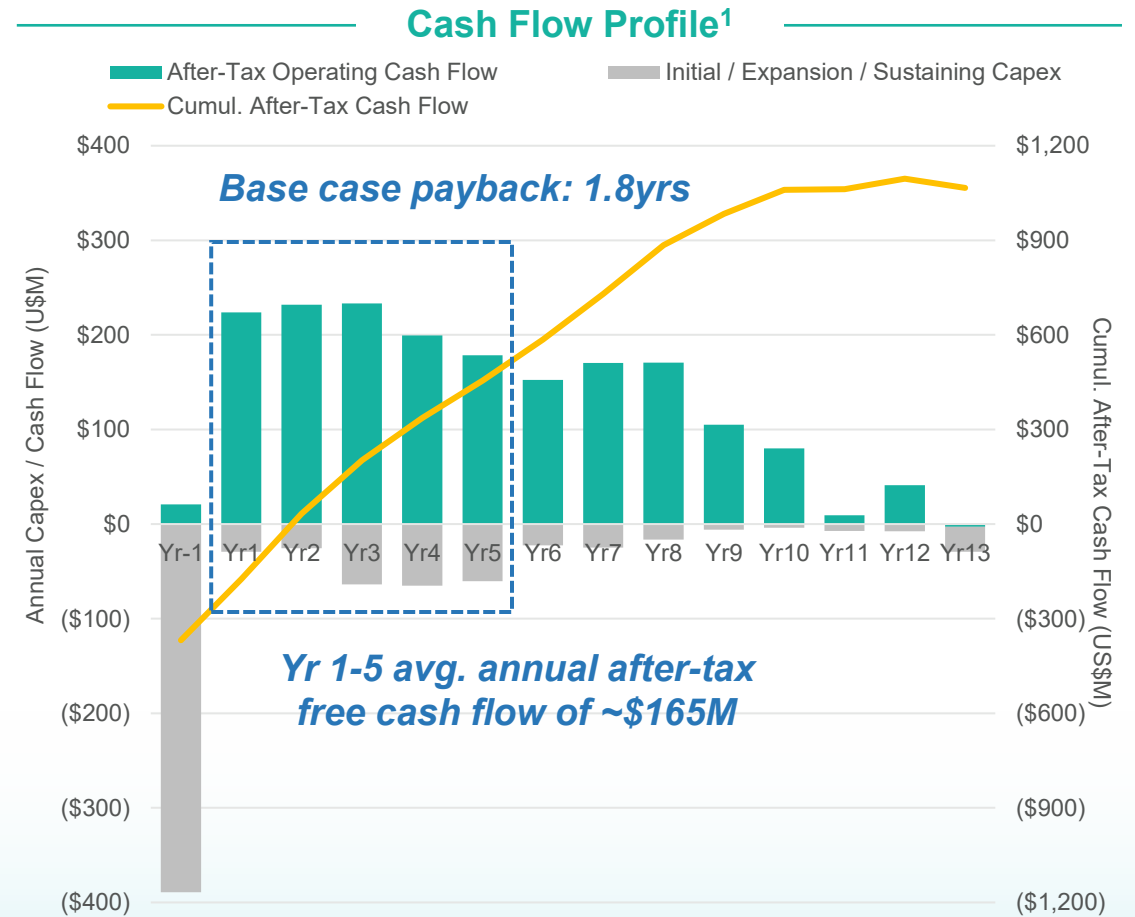 Cash Flow Profile1
After-Tax Operating Cash Flow
Initial / Expansion / Sustaining Capex
Cumul. After-Tax Cash Flow
Annual Capex / Cash Flow (U$M)
$400
$300
$200
$100
$0
($100)
($200)
($300)
($400)
Base case payback: 1.8yrs
Yr-1 Yr1 Yr2 Yr3 Yr4 Yr5 Yr6 Yr7 Yr8 Yr9 Yr10 Yr11 Yr12 Yr13
Yr 1-5 avg. annual after-tax
free cash flow of ~$165M
$1,200
$900
$600
$300
$0
($300)
($600)
($900)
($1,200)
Cumul. After-Tax Cash Flow (US$M)